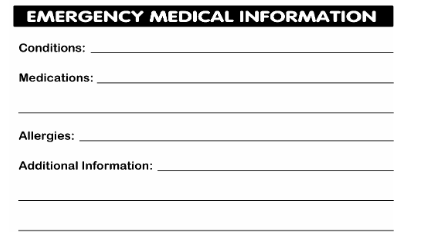 EMERGENCY MEDICAL INFORMATION
Conditions:
Medications:
Allergies:
Additional Information: